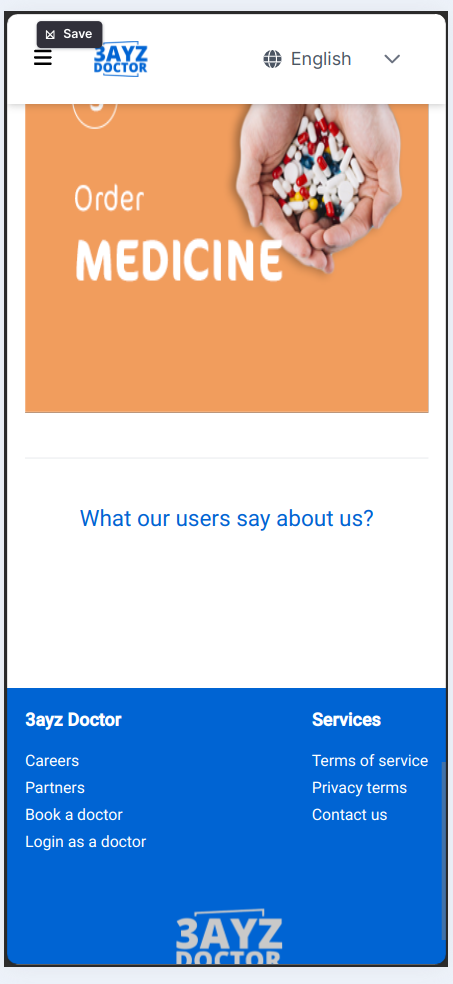 Save
3AYZ
DOCTOR
English
Order
MEDICINE
What our users say about us?
3ayz Doctor
Careers
Partners
Book a doctor
Login as a doctor
Services
Terms of service
Privacy terms
Contact us
3AYZ
DOCTOR